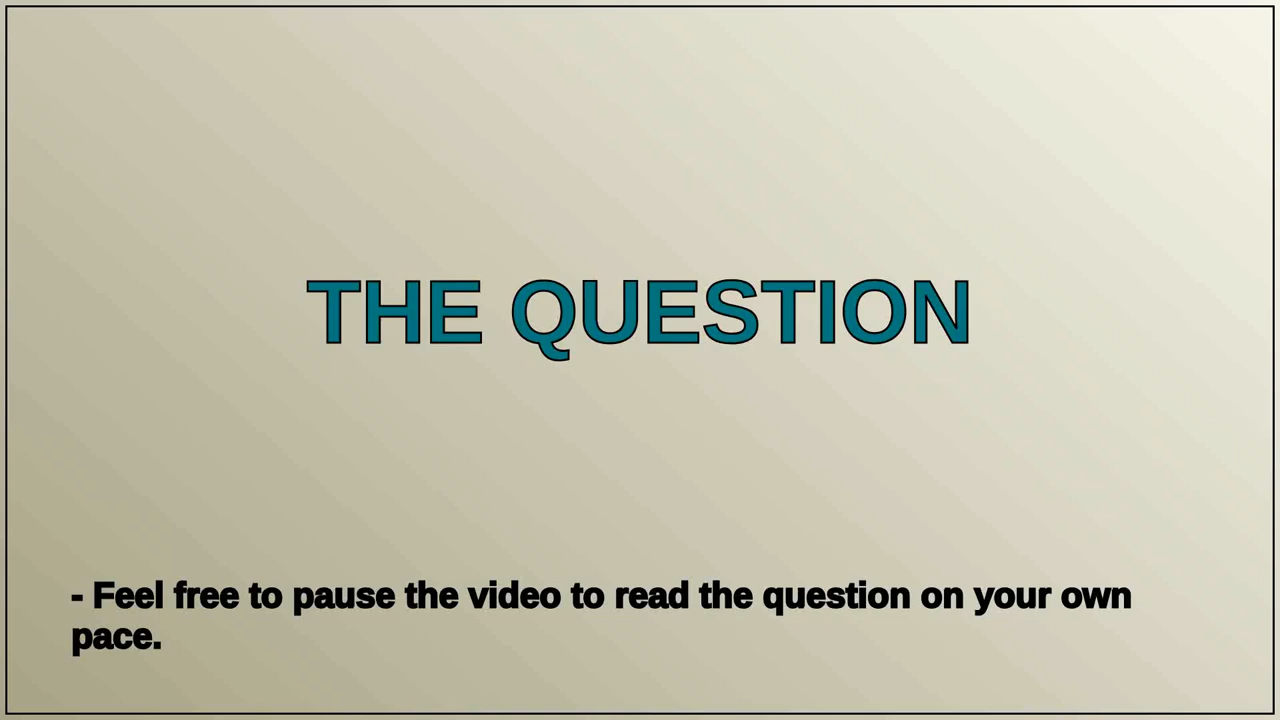 THE QUESTION
- Feel free to pause the video to read the question on your own
pace.